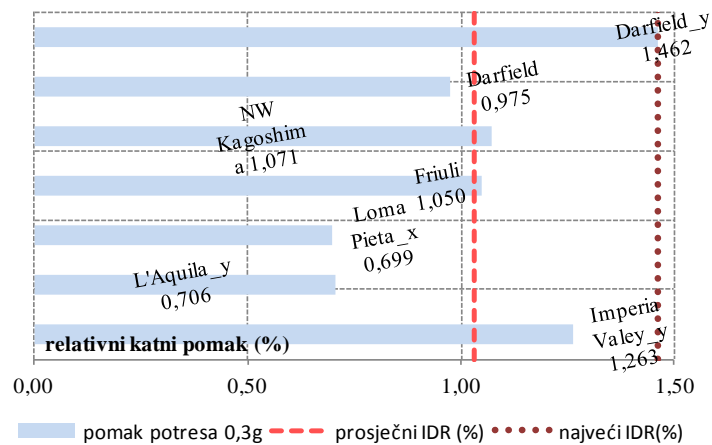 Darfield_y
1,462
Darfield
0,975
NW
Kagoshim
a 1,071
Friuli
1,050
Loma
Pieta_x
0,699
L'Aquila_y
0,706
Imperia
Valey_y
1,263
relativni katni pomak (%)
0,00 0,50 1,00 1,50
pomak potresa 0,3g prosječni IDR (%) najveći IDR(%)